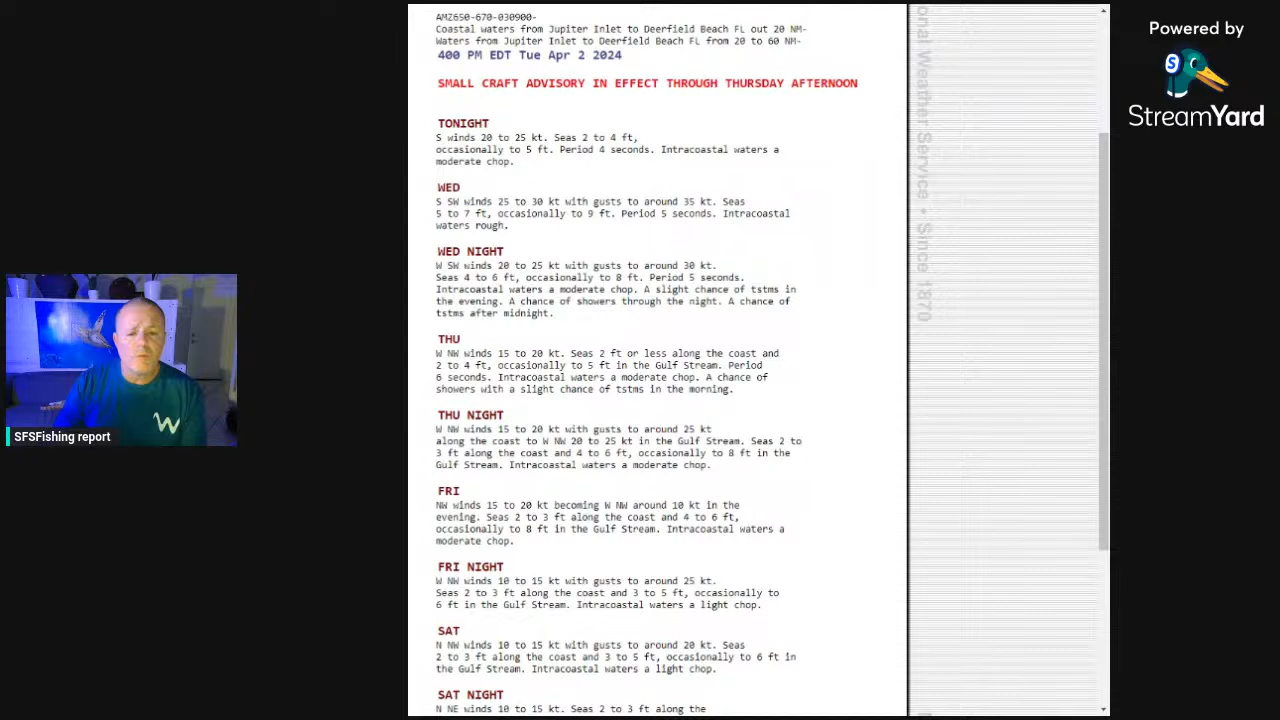 AMZ650-670-030900-
Coastal waters from Jupiter Inlet to Deerfield Beach FL out 20 NM-
Waters from Jupiter Inlet to Deerfield Beach FL from 20 to 60 NM-
400 PM EDT Tue Apr 2 2024
SMALL CRAFT ADVISORY IN EFFECT THROUGH THURSDAY AFTERNOON
TONIGHT
S winds 20 to 25 kt. Seas 2 to 4 ft,
occasionally to 5 ft. Period 4 seconds. Intracoastal waters a
moderate chop.
WED
S SW winds 25 to 30 kt with gusts to around 35 kt. Seas
5 to 7 ft, occasionally to 9 ft. Period 5 seconds. Intracoastal
waters rough.
WED NIGHT
W SW winds 20 to 25 kt with gusts to around 30 kt.
Seas 4 to 6 ft, occasionally to 8 ft. Period 5 seconds.
Intracoastal waters a moderate chop. A slight chance of tstms in
the evening. A chance of showers through the night. A chance of
tstms after midnight.
THU
W NW winds 15 to 20 kt. Seas 2 ft or less along the coast and
2 to 4 ft, occasionally to 5 ft in the Gulf Stream. Period
6 seconds. Intracoastal waters a moderate chop. A chance of
showers with a slight chance of tstms in the morning.
THU NIGHT
W NW winds 15 to 20 kt with gusts to around 25 kt
along the coast to W NW 20 to 25 kt in the Gulf Stream. Seas 2 to
3 ft along the coast and 4 to 6 ft, occasionally to 8 ft in the
Gulf Stream. Intracoastal waters a moderate chop.
FRI
NW winds 15 to 20 kt becoming W NW around 10 kt in the
evening. Seas 2 to 3 ft along the coast and 4 to 6 ft,
occasionally to 8 ft in the Gulf Stream. Intracoastal waters a
moderate chop.
FRI NIGHT
W NW winds 10 to 15 kt with gusts to around 25 kt.
Seas 2 to 3 ft along the coast and 3 to 5 ft, occasionally to
6 ft in the Gulf Stream. Intracoastal waters a light chop.
SAT
N NW winds 10 to 15 kt with gusts to around 20 kt. Seas
2 to 3 ft along the coast and 3 to 5 ft, occasionally to 6 ft in
the Gulf Stream. Intracoastal waters a light chop.
SAT NIGHT
N NE winds 10 to 15 kt. Seas 2 to 3 ft along the
Weather Service • Since 1870
Powered by
S
StreamYard
SFSFishing report